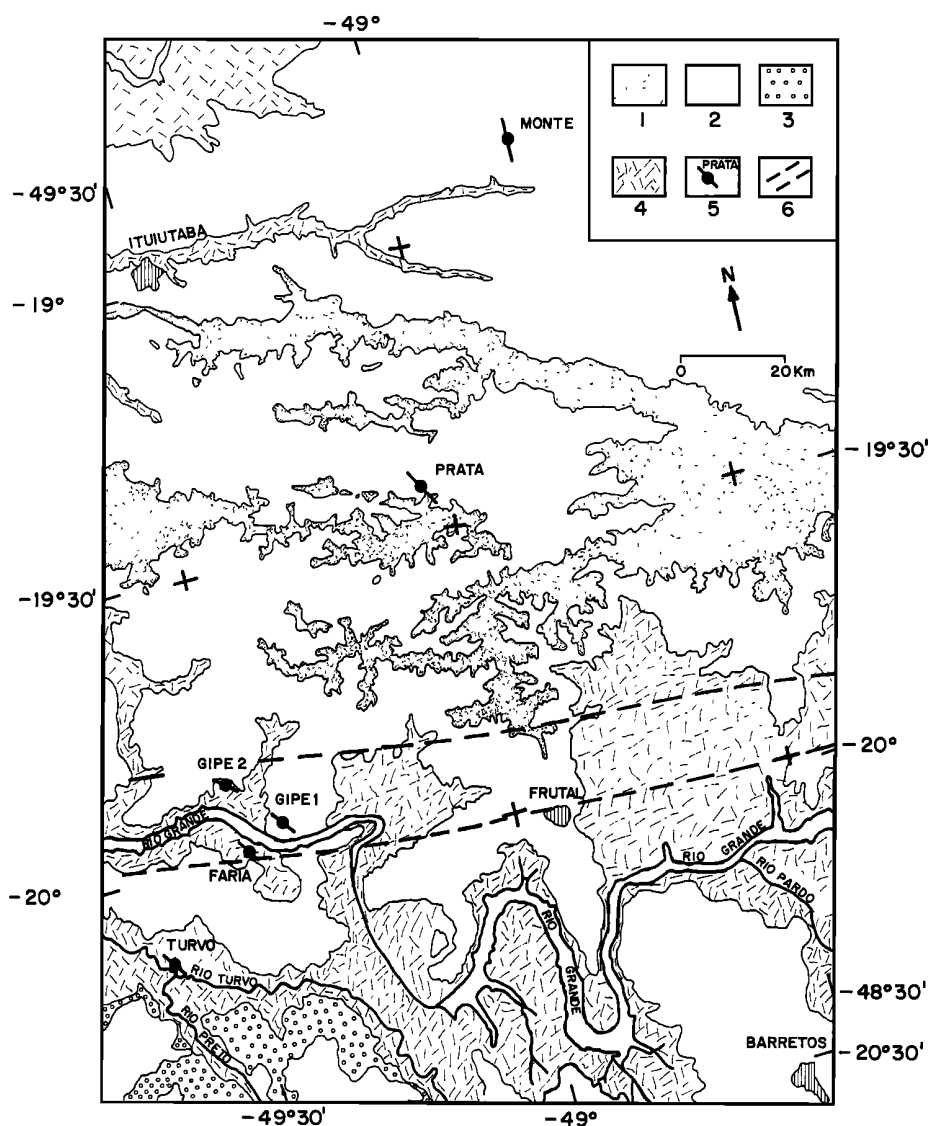 -49°
MONTE
1 2 3
PRATA
4 5 6
-49°30'
ITUIUTABA
-19°
N
0 20 Km
-19°30'
PRATA
-19°30'
-20°
GIPE 2
GIPE 1
FRUTAL
RIO GRANDE
RIO GRANDE
FARIA
RIO PARDO
-20°
RIO GRANDE
TURVO
RIO TURVO
-48°30'
RIO PRETO
BARRETOS
-20°30'
-49°30'
-49°